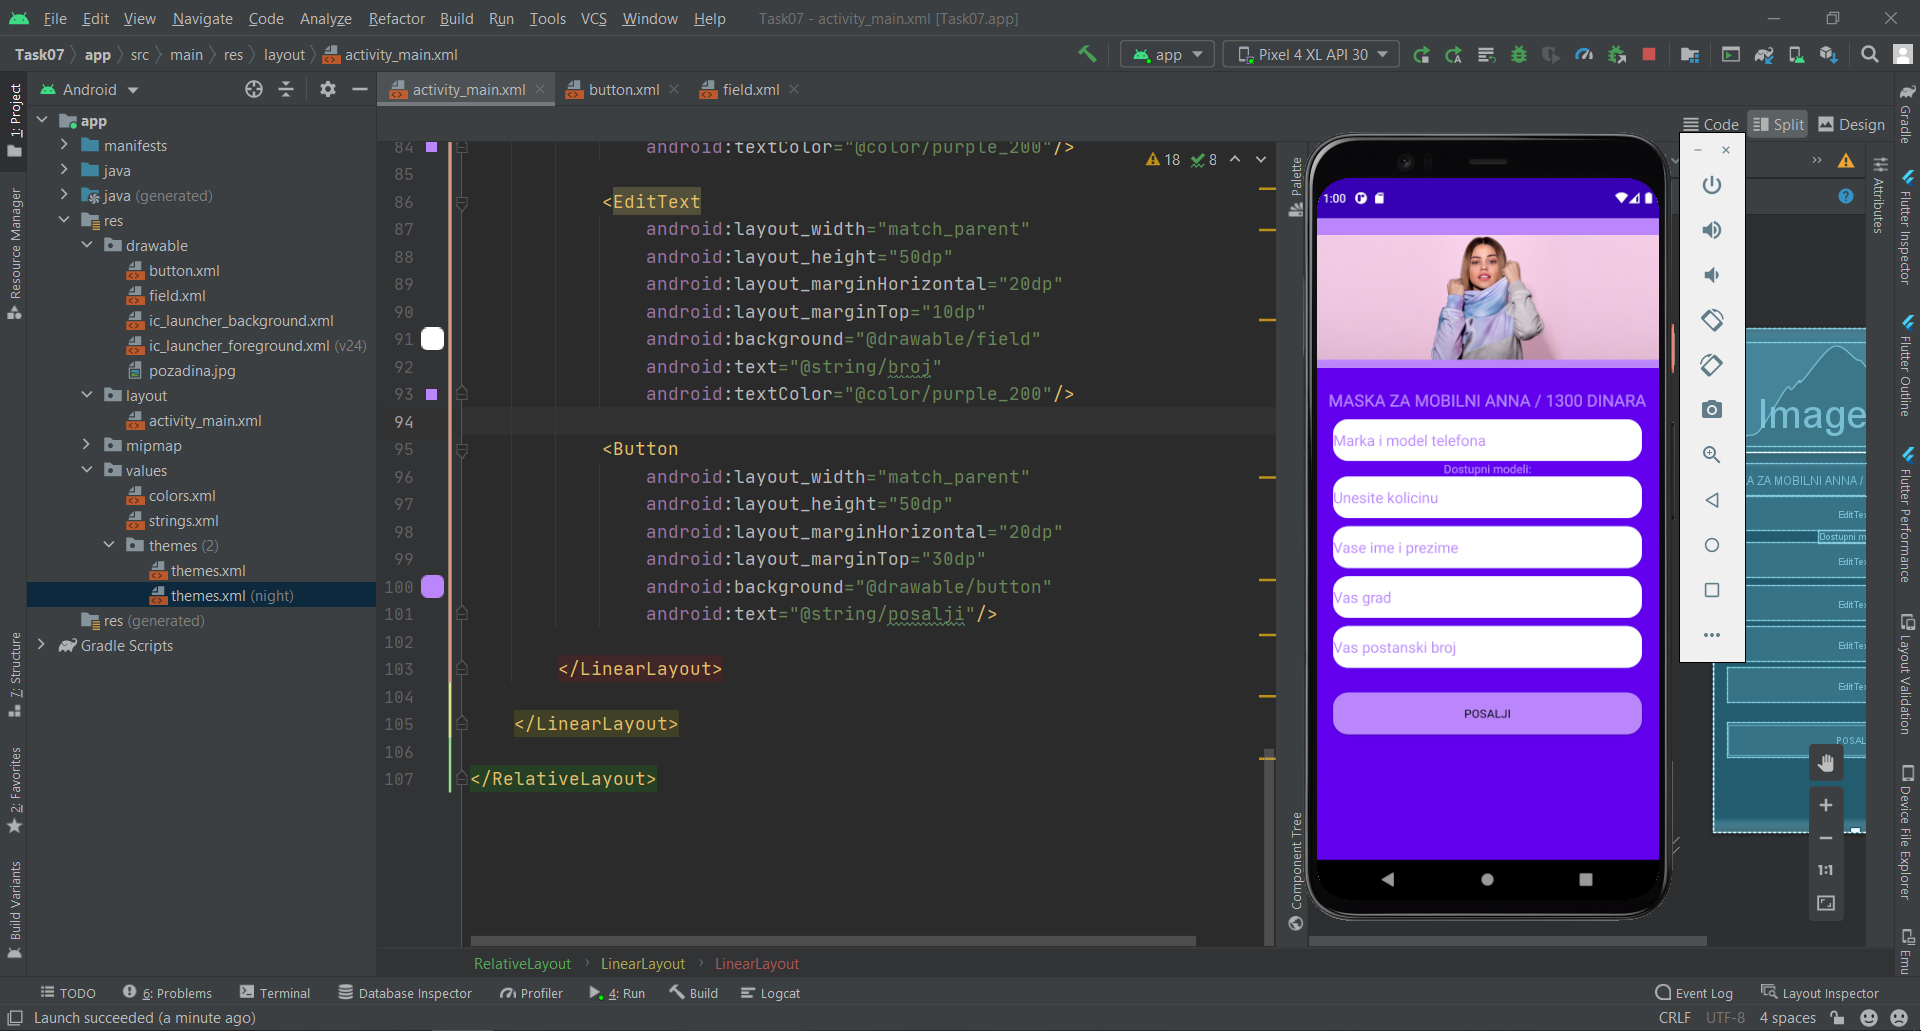 File Edit View Navigate Code Analyze Refactor Build Run Tools VCS Window Help Task07 - activity_main.xml [Task07.app]
Task07 app src main res layout activity_main.xml app Pixel 4 XL API 30
1: Project
Resource Manager
7: Structure
2: Favorites
Build Variants
Android
app
manifests
java
java (generated)
res
drawable
button.xml
field.xml
ic_launcher_background.xml
ic_launcher_foreground.xml (v24)
pozadina.jpg
layout
activity_main.xml
mipmap
values
colors.xml
strings.xml
themes (2)
themes.xml
themes.xml (night)
res (generated)
Gradle Scripts
activity_main.xml button.xml field.xml
Code Split Design
18 8
84 android:textColor="@color/purple_200"/>
85
86 <EditText
87 android:layout_width="match_parent"
88 android:layout_height="50dp"
89 android:layout_marginHorizontal="20dp"
90 android:layout_marginTop="10dp"
91 android:background="@drawable/field"
92 android:text="@string/broj"
93 android:textColor="@color/purple_200"/>
94
95 <Button
96 android:layout_width="match_parent"
97 android:layout_height="50dp"
98 android:layout_marginHorizontal="20dp"
99 android:layout_marginTop="30dp"
100 android:background="@drawable/button"
101 android:text="@string/posalji"/>
102
103 </LinearLayout>
104
105 </LinearLayout>
106
107 </RelativeLayout>
RelativeLayout LinearLayout LinearLayout
Palette
Component Tree
1:00
MASKA ZA MOBILNI ANNA / 1300 DINARA
Marka i model telefona
Dostupni modeli:
Unesite kolicinu
Vase ime i prezime
Vas grad
Vas postanski broj
POSALJI
Image
A ZA MOBILNI ANNA /
EditTe
Dostupni m
EditTe
EditTe
EditTe
EditTe
POSAL
1:1
Attributes
Gradle
Flutter Inspector
Flutter Outline
Flutter Performance
Layout Validation
Device File Explorer
Emu
TODO 6: Problems Terminal Database Inspector Profiler 4: Run Build Logcat Event Log Layout Inspector
Launch succeeded (a minute ago) CRLF UTF-8 4 spaces